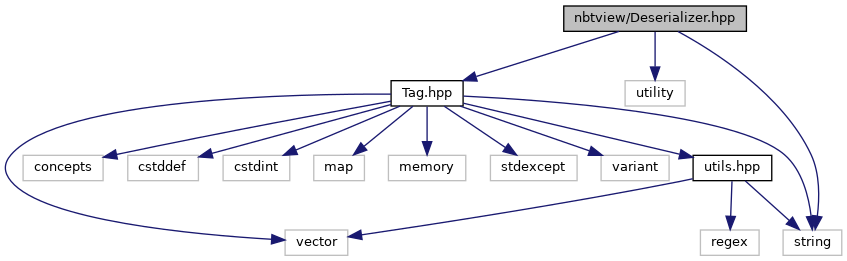 nbtview/Deserializer.hpp
Tag.hpp
utility
concepts
cstddef
cstdint
map
memory
stdexcept
variant
utils.hpp
vector
regex
string